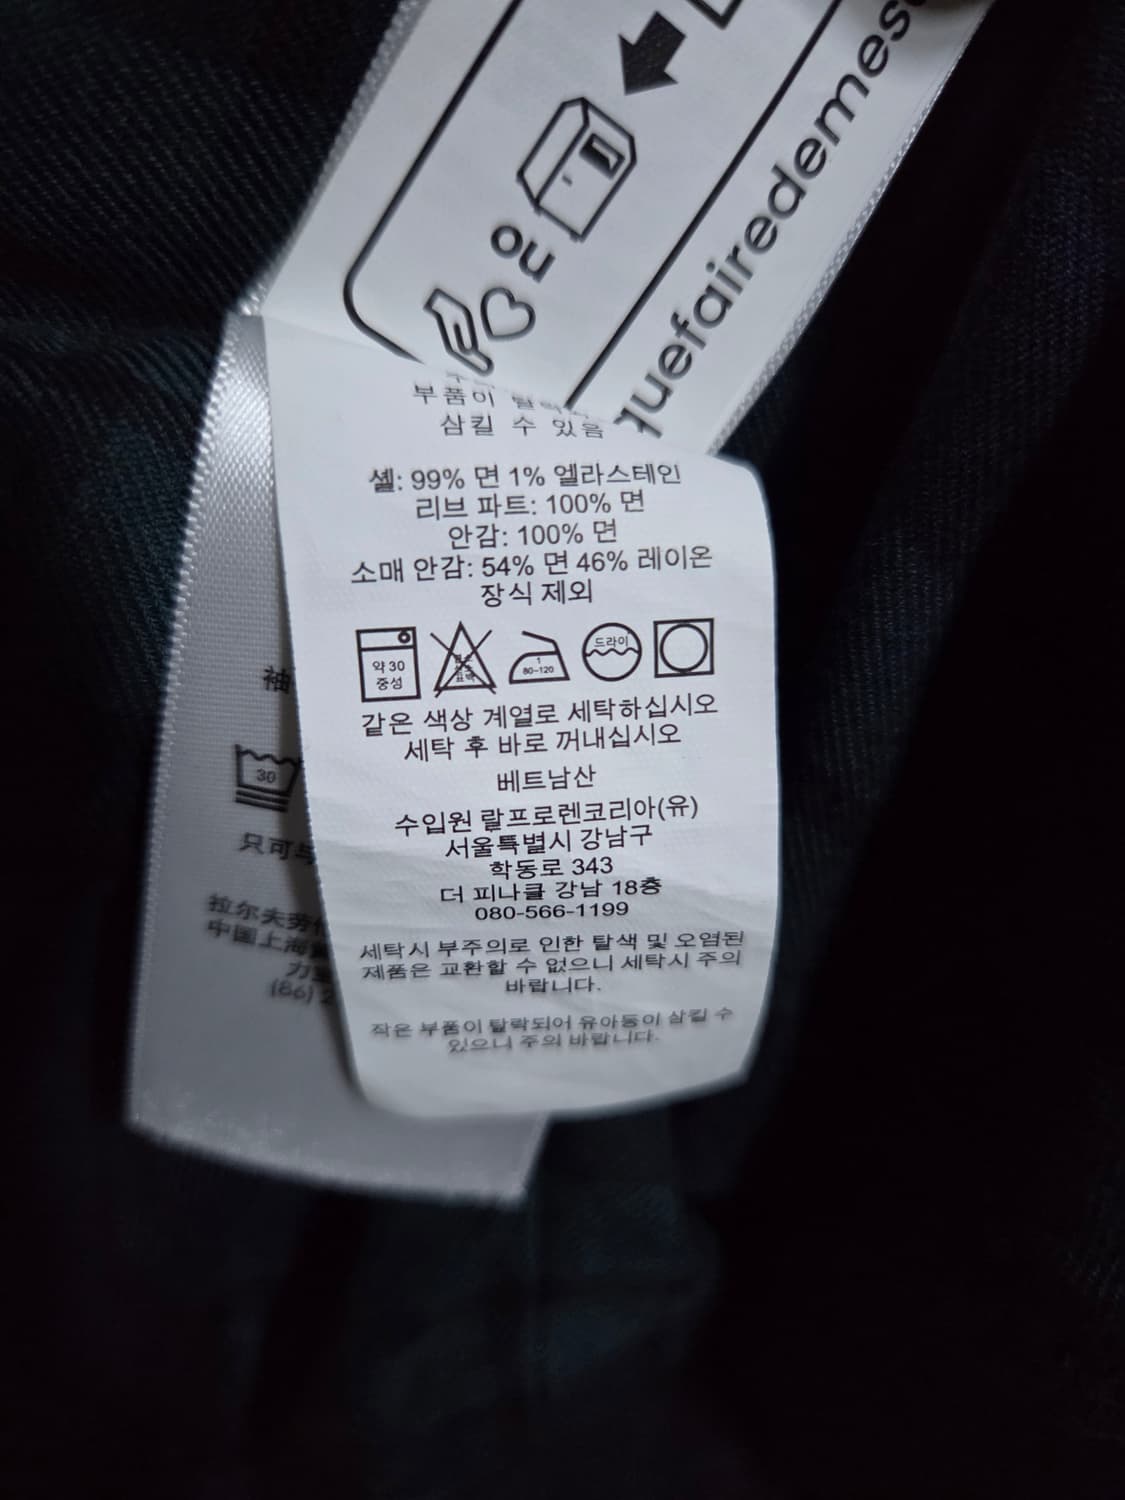 quefairedemes
부품이
삼킬 수 있음
셸: 99% 면 1% 엘라스테인
리브 파트: 100% 면
안감: 100% 면
소매 안감: 54% 면 46% 레이온
장식 제외
약 30
중성
1
80~120
드라이
같은 색상 계열로 세탁하십시오
세탁 후 바로 꺼내십시오
베트남산
수입원 랄프로렌코리아(유)
서울특별시 강남구
학동로 343
더 피나클 강남 18층
080-566-1199
세탁시 부주의로 인한 탈색 및 오염된
제품은 교환할 수 없으니 세탁시 주의
바랍니다.
작은 부품이 탈락되어 유아동이 삼킬 수
있으니 주의 바랍니다.
袖
30
只可与
拉尔夫劳
中国上海
(86) 2